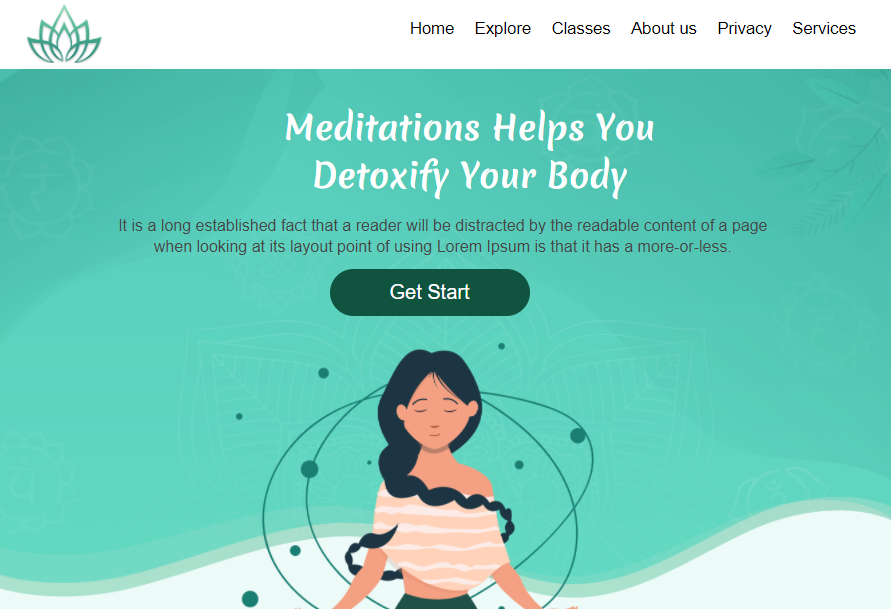 Home Explore Classes About us Privacy Services
Meditations Helps You
Detoxify Your Body
It is a long established fact that a reader will be distracted by the readable content of a page
when looking at its layout point of using Lorem Ipsum is that it has a more-or-less.
Get Start